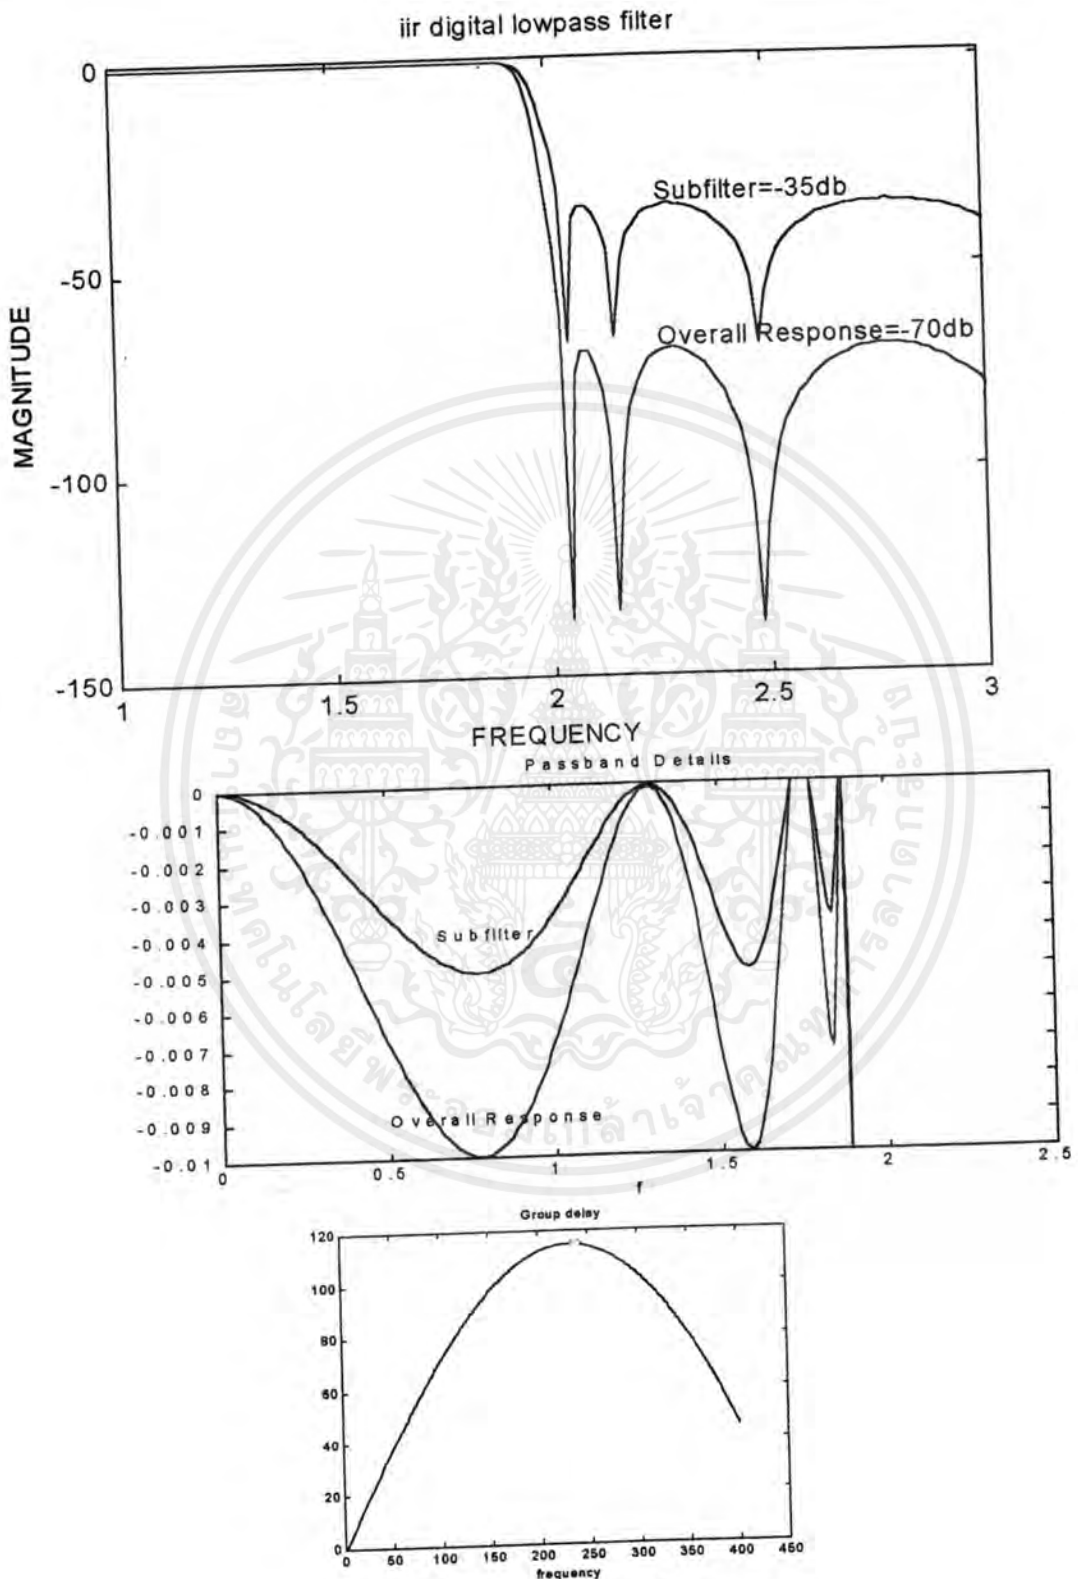 iir digital lowpass filter
0
Subfilter=-35db
-50
Overall Response=-70db
MAGNITUDE
-100
-150
1 1.5 2 2.5 3
FREQUENCY
Passband Details
0
-0.001
-0.002
-0.003
Subfilter
-0.004
-0.005
-0.006
-0.007
-0.008
Overall Response
-0.009
-0.01
0 0.5 1 1.5 2 2.5
f
Group delay
120
100
80
60
40
20
0
0 50 100 150 200 250 300 350 400 450
frequency